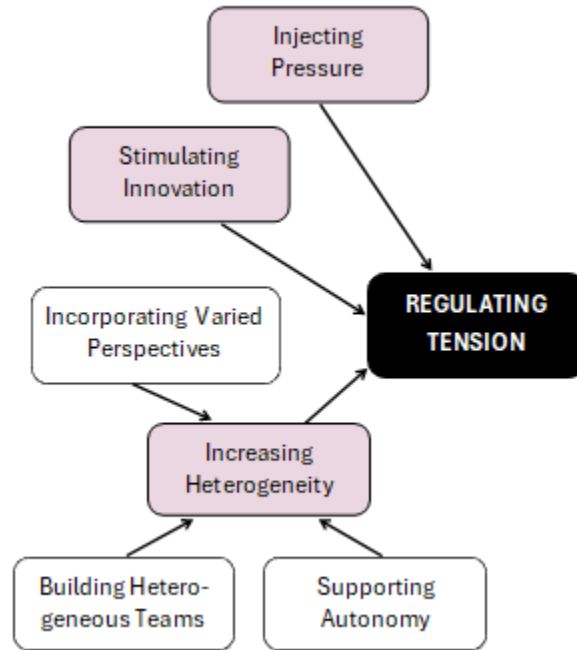 Injecting
Pressure
Stimulating
Innovation
Incorporating Varied
Perspectives
REGULATING
TENSION
Increasing
Heterogeneity
Building Hetero-
geneous Teams
Supporting
Autonomy